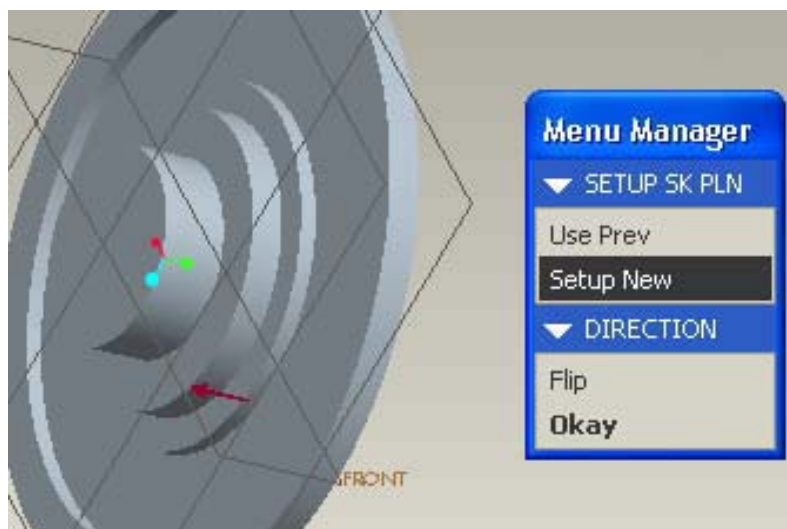 Menu Manager
SETUP SK PLN
Use Prev
Setup New
DIRECTION
Flip
Okay
FRONT